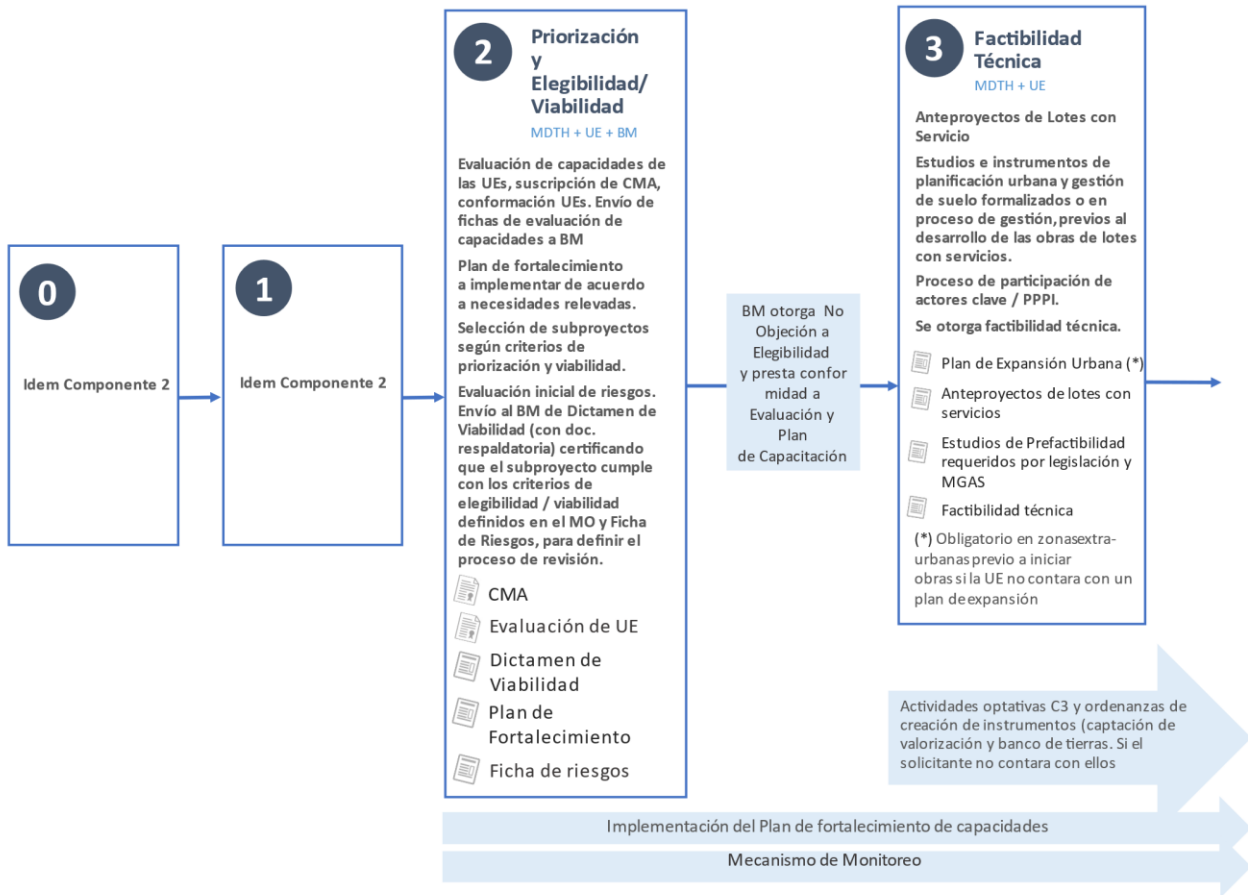 0
Idem Componente 2
1
Idem Componente 2
2
Priorización
y
Elegibilidad/
Viabilidad
MDTH + UE + BM
Evaluación de capacidades de
las UEs, suscripción de CMA,
conformación UEs. Envío de
fichas de evaluación de
capacidades a BM
Plan de fortalecimiento
a implementar de acuerdo
a necesidades relevadas.
Selección de subproyectos
según criterios de
priorización y viabilidad.
Evaluación inicial de riesgos.
Envío al BM de Dictamen de
Viabilidad (con doc.
respaldatoria) certificando
que el subproyecto cumple
con los criterios de
elegibilidad / viabilidad
definidos en el MO y Ficha
de Riesgos, para definir el
proceso de revisión.
CMA
Evaluación de UE
Dictamen de
Viabilidad
Plan de
Fortalecimiento
Ficha de riesgos
BM otorga No
Objeción a
Elegibilidad
y presta confor
midad a
Evaluación y
Plan
de Capacitación
3
Factibilidad
Técnica
MDTH + UE
Anteproyectos de Lotes con
Servicio
Estudios e instrumentos de
planificación urbana y gestión
de suelo formalizados o en
proceso de gestión, previos al
desarrollo de las obras de lotes
con servicios.
Proceso de participación de
actores clave / PPPI.
Se otorga factibilidad técnica.
Plan de Expansión Urbana (*)
Anteproyectos de lotes con
servicios
Estudios de Prefactibilidad
requeridos por legislación y
MGAS
Factibilidad técnica
(*) Obligatorio en zonasextra-
urbanas previo a iniciar
obras si la UE no contara con un
plan de expansión
Actividades optativas C3 y ordenanzas de
creación de instrumentos (captación de
valorización y banco de tierras. Si el
solicitante no contara con ellos
Implementación del Plan de fortalecimiento de capacidades
Mecanismo de Monitoreo